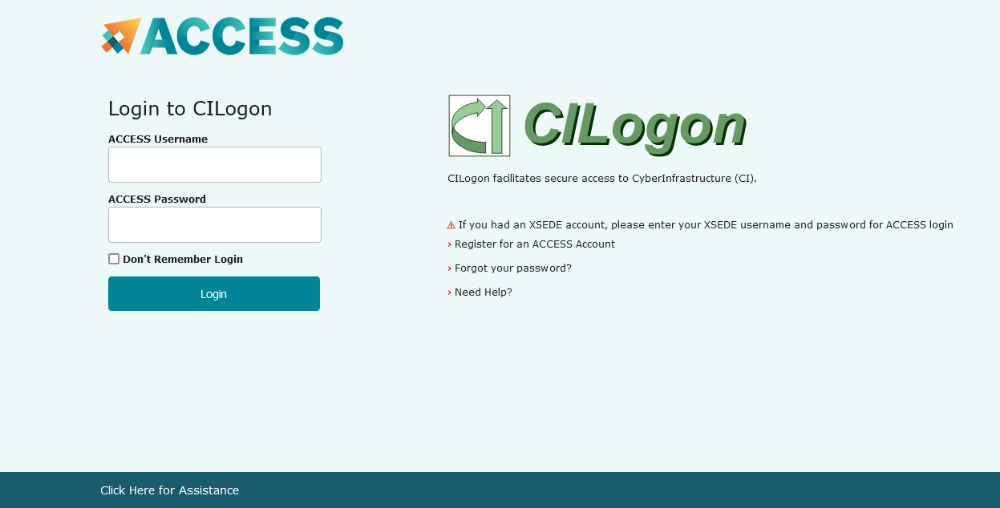 ACCESS
Login to CILogon
ACCESS Username
ACCESS Password
Don't Remember Login
Login
CILogon
CILogon facilitates secure access to CyberInfrastructure (CI).
If you had an XSEDE account, please enter your XSEDE username and password for ACCESS login
› Register for an ACCESS Account
› Forgot your password?
› Need Help?
Click Here for Assistance